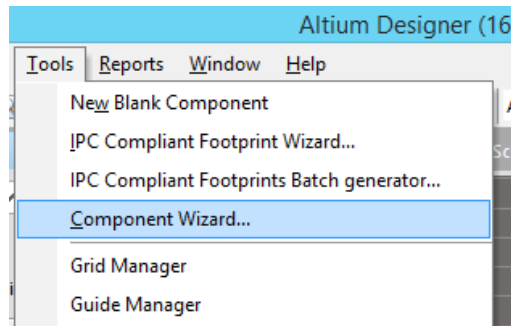 Altium Designer (16
Tools Reports Window Help
New Blank Component
IPC Compliant Footprint Wizard...
IPC Compliant Footprints Batch generator...
Component Wizard...
Grid Manager
Guide Manager